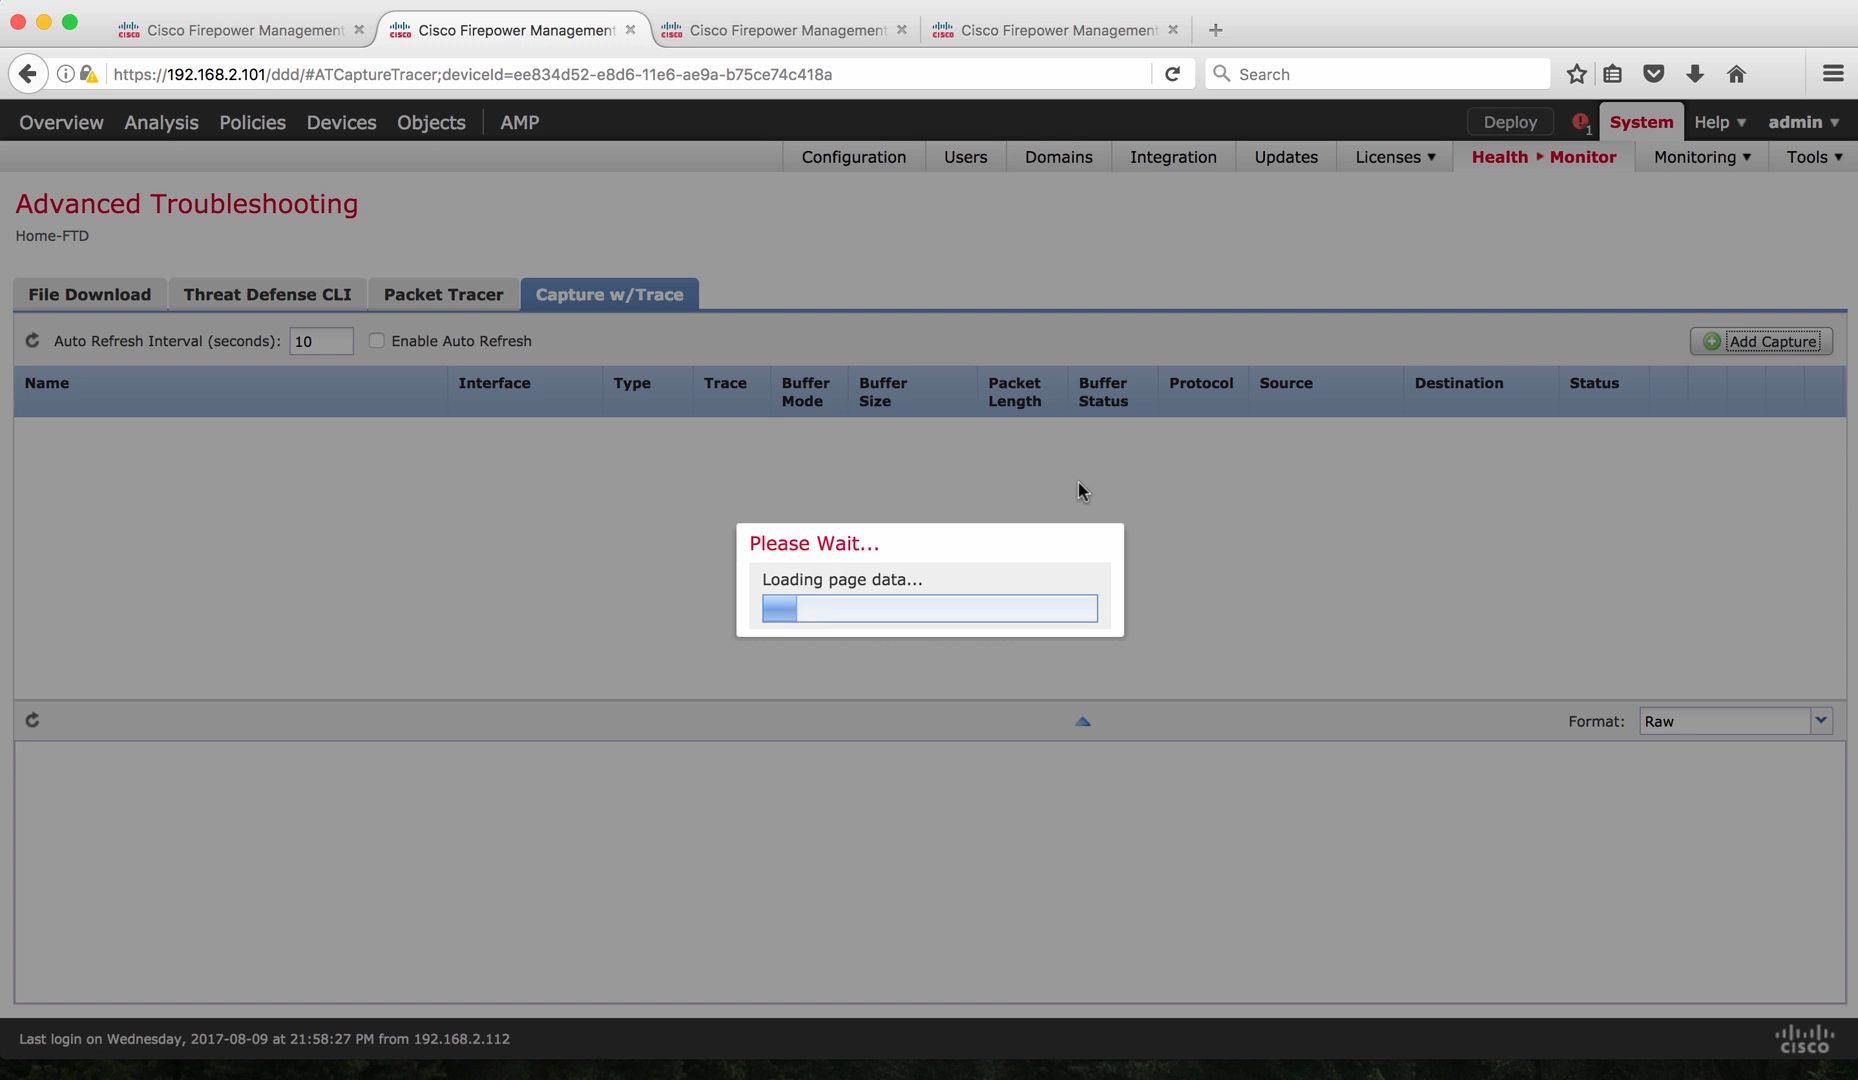 Cisco Firepower Management
Cisco Firepower Management
Cisco Firepower Management
Cisco Firepower Management
https://192.168.2.101/ddd/#ATCaptureTracer;deviceId=ee834d52-e8d6-11e6-ae9a-b75ce74c418a
Search
Overview Analysis Policies Devices Objects AMP
Deploy 1 System Help admin
Configuration Users Domains Integration Updates Licenses Health Monitor Monitoring Tools
Advanced Troubleshooting
Home-FTD
File Download Threat Defense CLI Packet Tracer Capture w/Trace
Auto Refresh Interval (seconds): 10 Enable Auto Refresh Add Capture
Name Interface Type Trace Buffer Mode Buffer Size Packet Length Buffer Status Protocol Source Destination Status
Please Wait...
Loading page data...
Format: Raw
Last login on Wednesday, 2017-08-09 at 21:58:27 PM from 192.168.2.112
CISCO